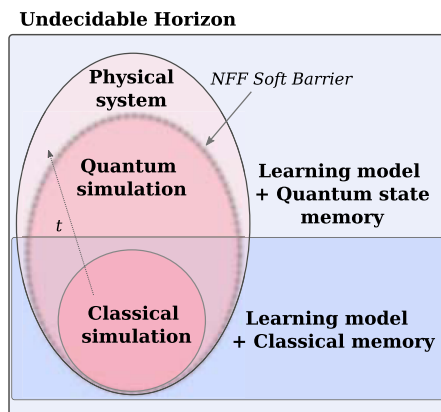 Undecidable Horizon
Physical
system
NFF Soft Barrier
Quantum
simulation
Learning model
+ Quantum state
memory
t
Classical
simulation
Learning model
+ Classical memory